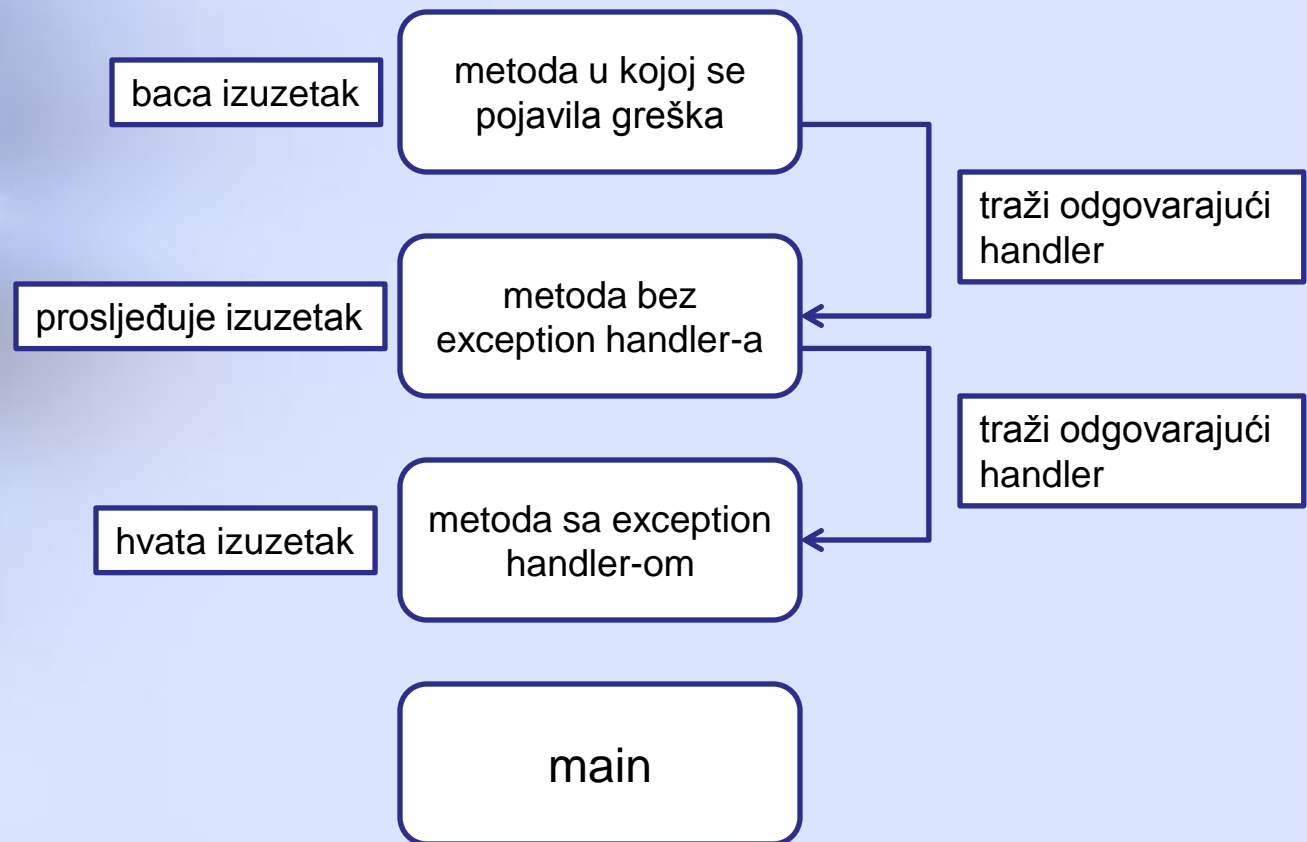 baca izuzetak
metoda u kojoj se
pojavila greška
traži odgovarajući
handler
prosljeđuje izuzetak
metoda bez
exception handler-a
traži odgovarajući
handler
hvata izuzetak
metoda sa exception
handler-om
main